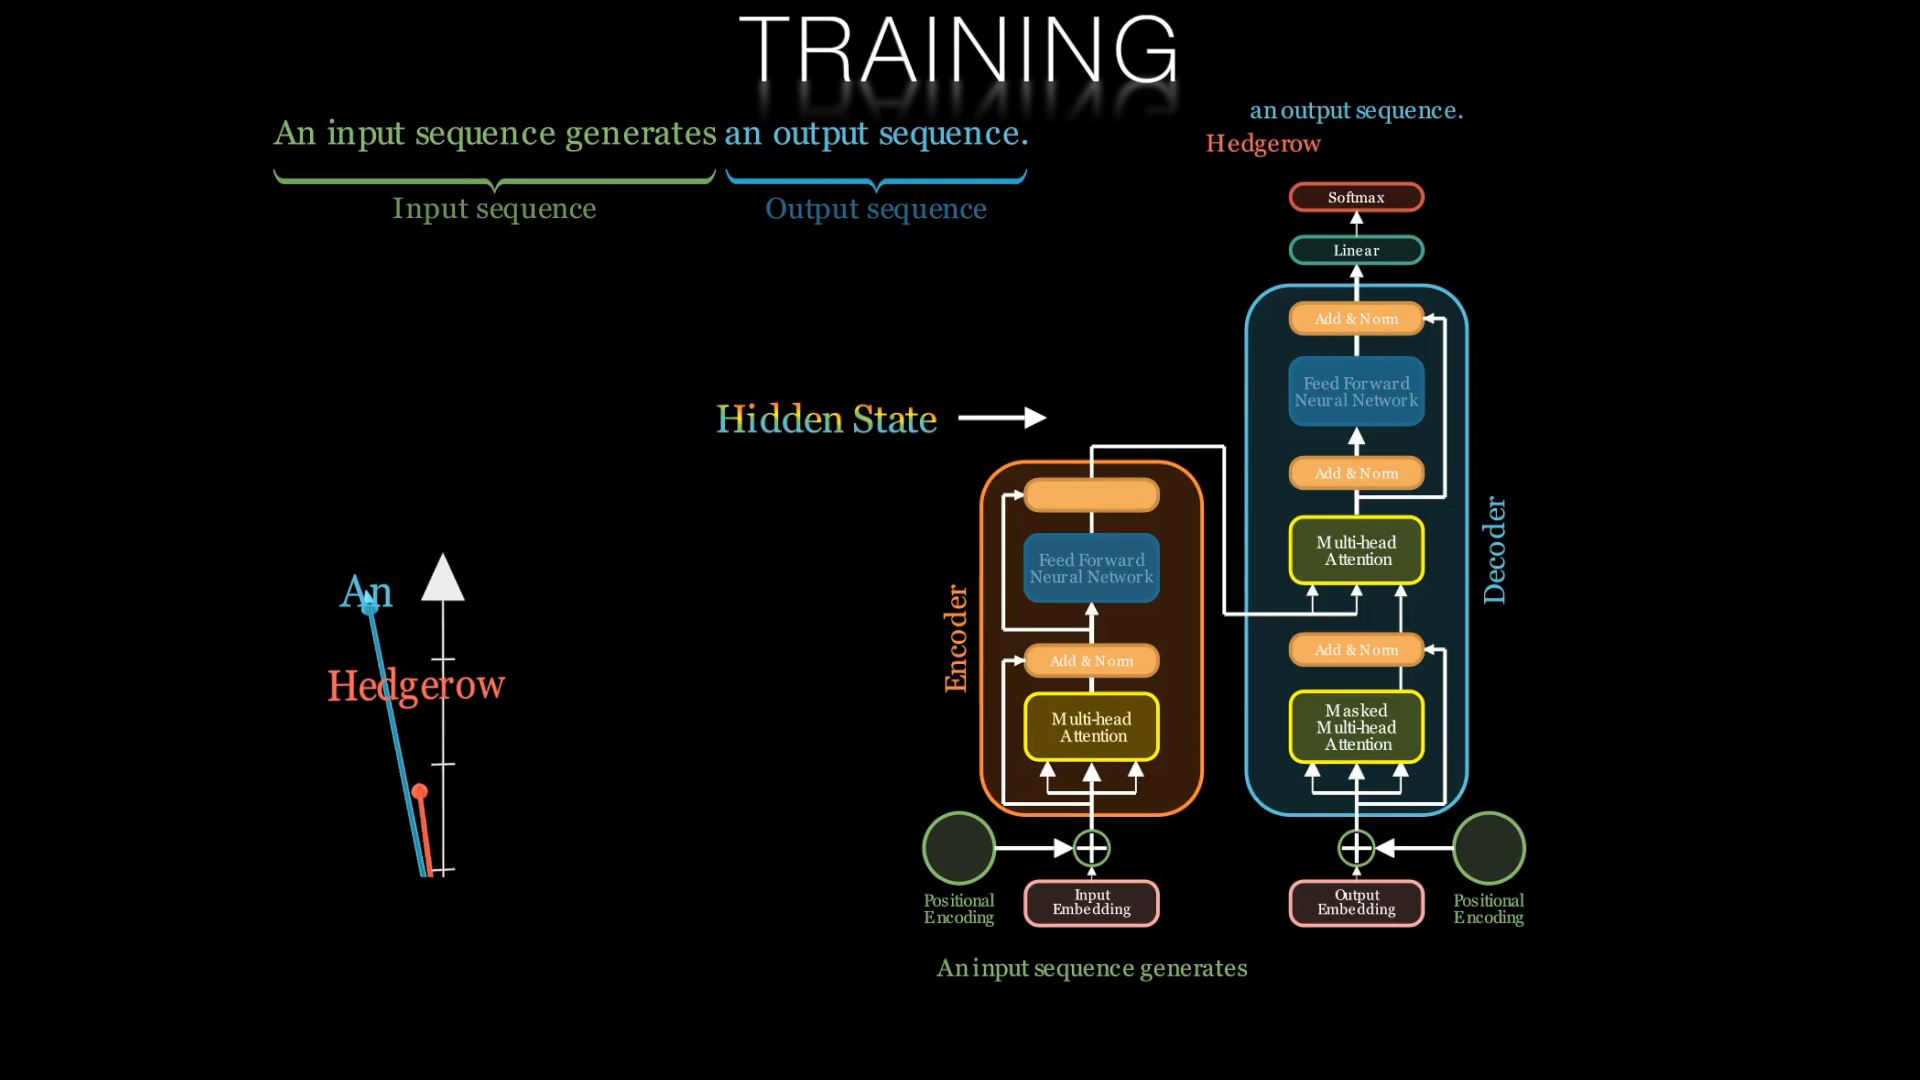 TRAINING
An input sequence generates an output sequence.
Input sequence
Output sequence
an output sequence.
Hedgerow
Softmax
Linear
Add & Norm
Feed Forward
Neural Network
Add & Norm
Multi-head
Attention
Add & Norm
Masked
Multi-head
Attention
Decoder
Hidden State
Feed Forward
Neural Network
Add & Norm
Multi-head
Attention
Encoder
An
Hedgerow
Positional
Encoding
Input
Embedding
Output
Embedding
Positional
Encoding
An input sequence generates